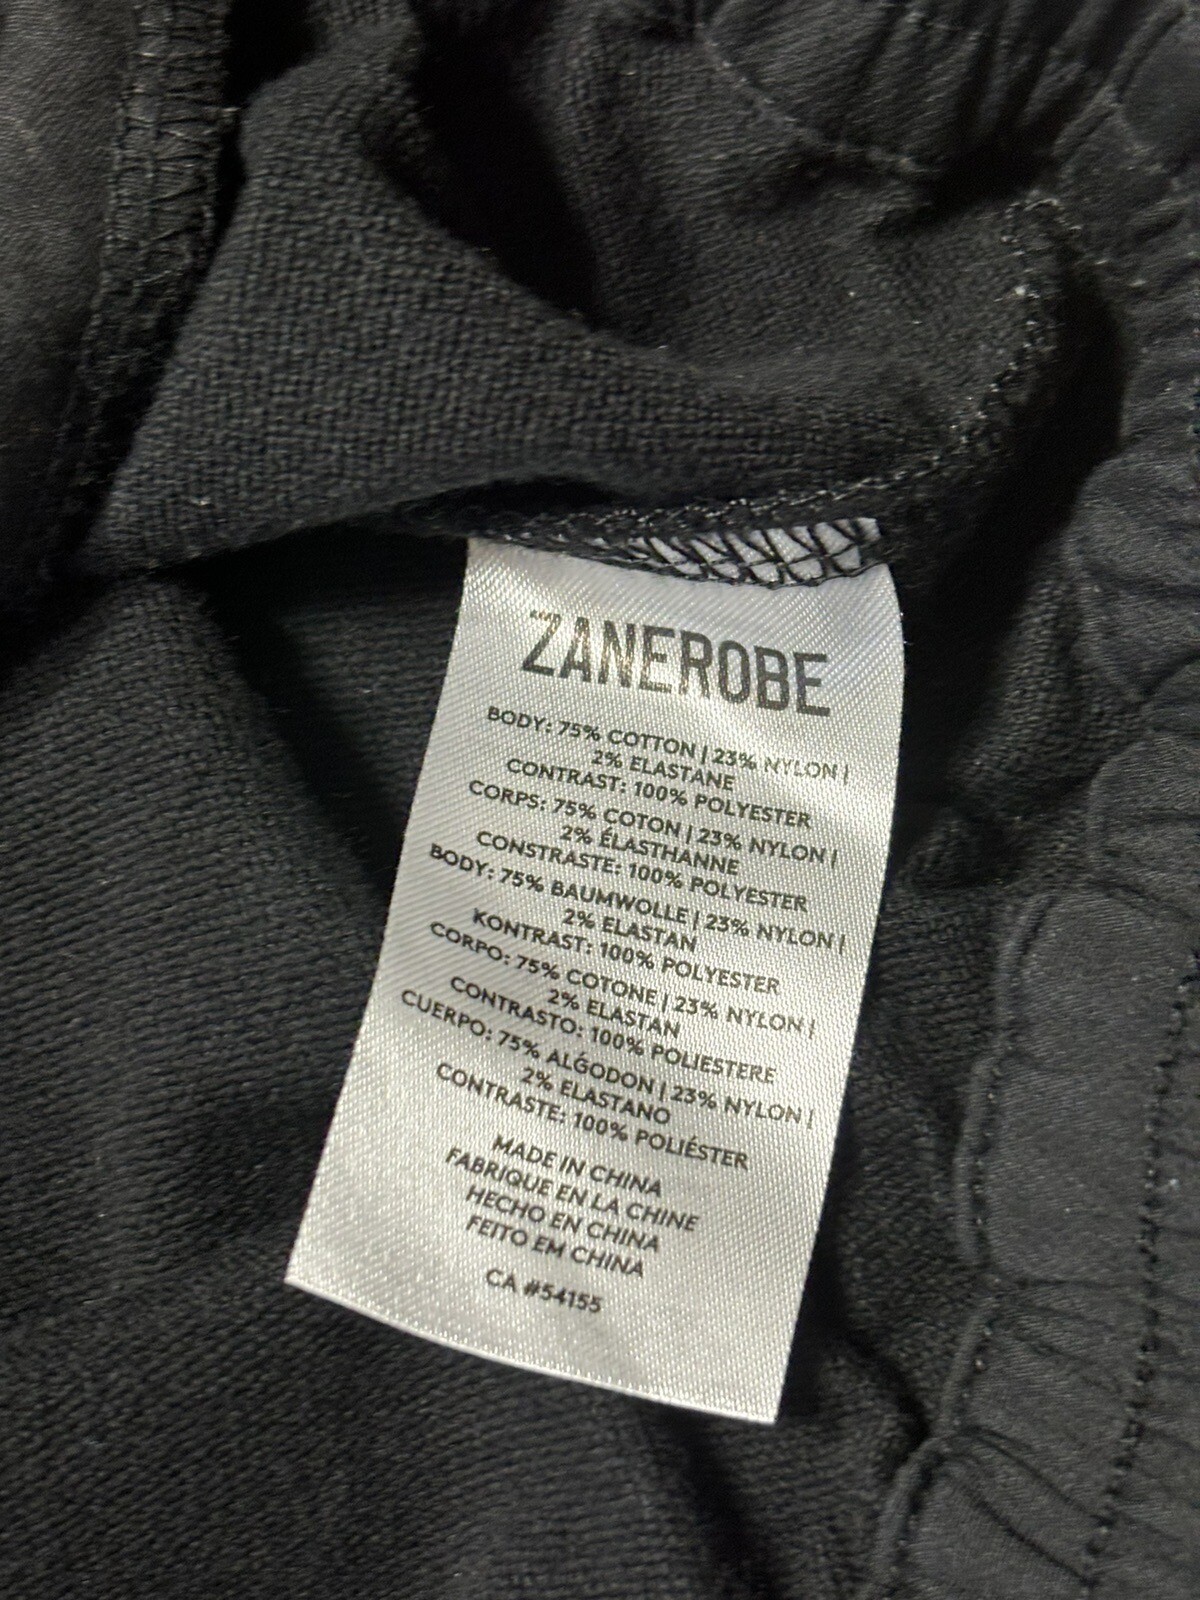 ZANEROBE
BODY: 75% COTTON | 23% NYLON |
2% ELASTANE
CONTRAST: 100% POLYESTER
CORPS: 75% COTON | 23% NYLON |
2% ÉLASTHANNE
CONSTRASTE: 100% POLYESTER
BODY: 75% BAUMWOLLE | 23% NYLON |
2% ELASTAN
KONTRAST: 100% POLYESTER
CORPO: 75% COTONE | 23% NYLON |
2% ELASTAN
CONTRASTO: 100% POLIESTERE
CUERPO: 75% ALǴODON | 23% NYLON |
2% ELASTANO
CONTRASTE: 100% POLIÉSTER
MADE IN CHINA
FABRIQUE EN LA CHINE
HECHO EN CHINA
FEITO EM CHINA
CA #54155